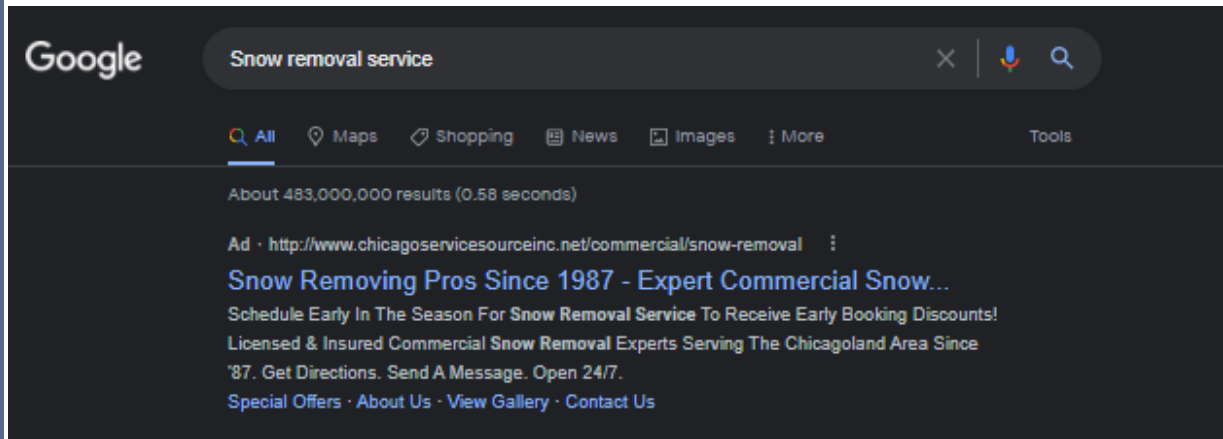 Google
Snow removal service
All Maps Shopping News Images More Tools
About 483,000,000 results (0.58 seconds)
Ad · http://www.chicagoservicesourceinc.net/commercial/snow-removal
Snow Removing Pros Since 1987 - Expert Commercial Snow...
Schedule Early In The Season For Snow Removal Service To Receive Early Booking Discounts!
Licensed & Insured Commercial Snow Removal Experts Serving The Chicagoland Area Since
'87. Get Directions. Send A Message. Open 24/7.
Special Offers · About Us · View Gallery · Contact Us